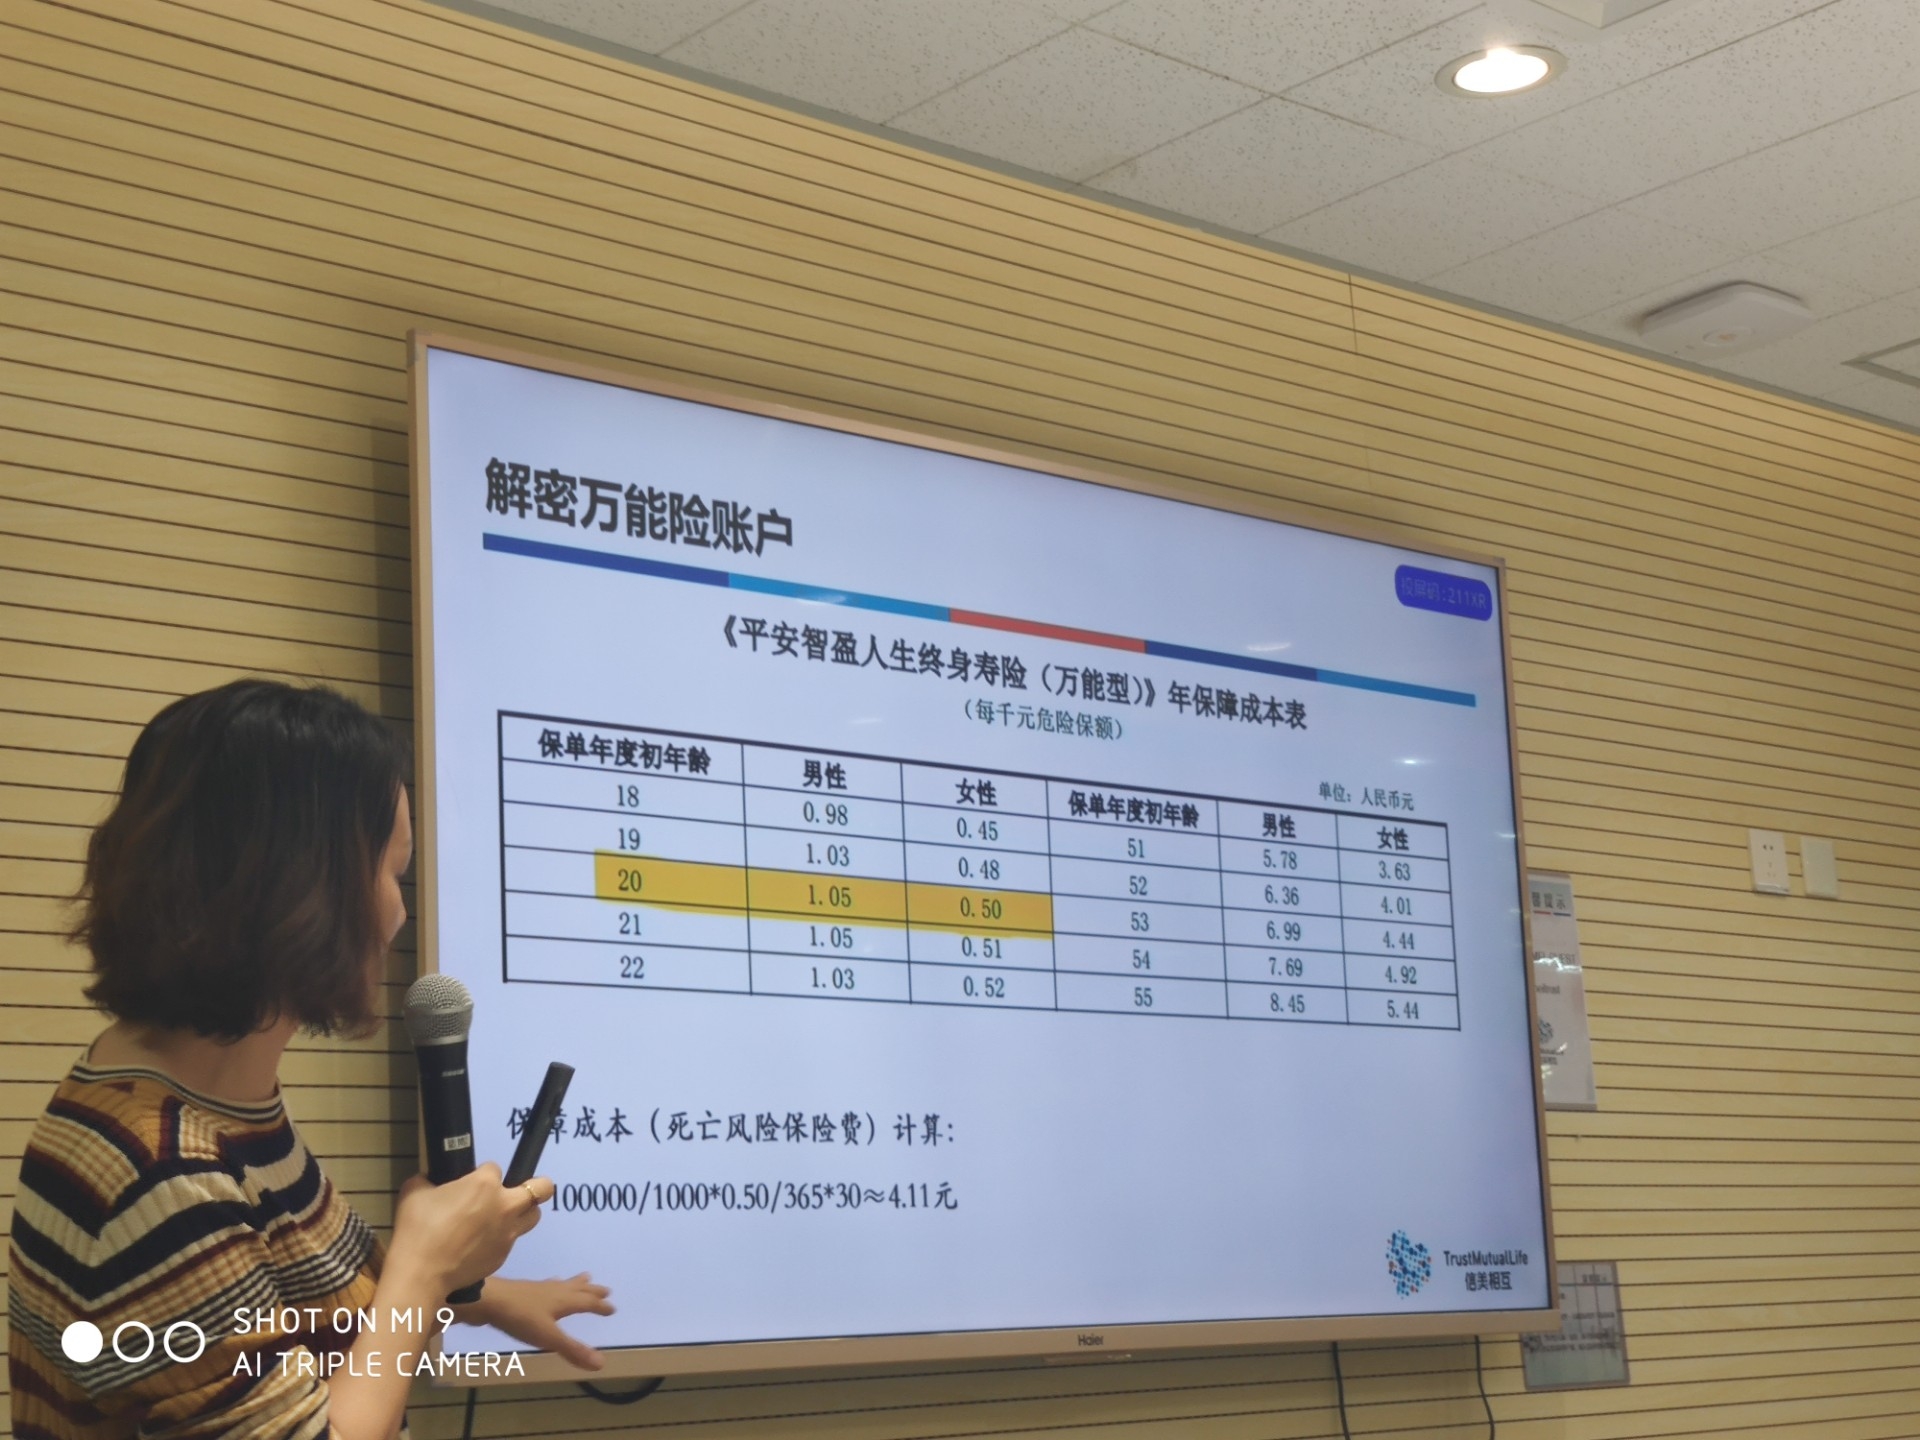 解密万能险账户
投屏码:211XR
《平安智盈人生终身寿险（万能型）》年保障成本表
（每千元危险保额）
单位：人民币元
保单年度初年龄 男性 女性 保单年度初年龄 男性 女性
18 0.98 0.45 51 5.78 3.63
19 1.03 0.48 52 6.36 4.01
20 1.05 0.50 53 6.99 4.44
21 1.05 0.51 54 7.69 4.92
22 1.03 0.52 55 8.45 5.44
保障成本（死亡风险保险费）计算：
100000/1000*0.50/365*30≈4.11元
TrustMutualLife
信美相互
Haier
SHOT ON MI 9
AI TRIPLE CAMERA